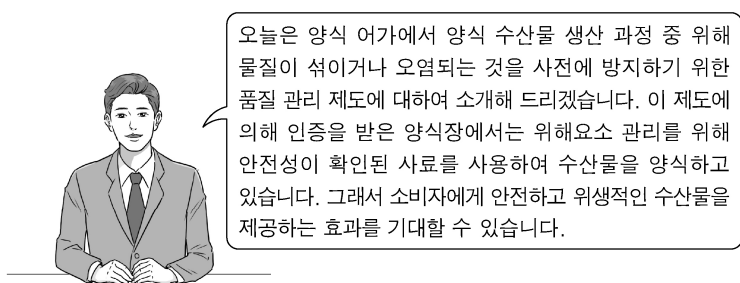 오늘은 양식 어가에서 양식 수산물 생산 과정 중 위해
물질이 섞이거나 오염되는 것을 사전에 방지하기 위한
품질 관리 제도에 대하여 소개해 드리겠습니다. 이 제도에
의해 인증을 받은 양식장에서는 위해요소 관리를 위해
안전성이 확인된 사료를 사용하여 수산물을 양식하고
있습니다. 그래서 소비자에게 안전하고 위생적인 수산물을
제공하는 효과를 기대할 수 있습니다.